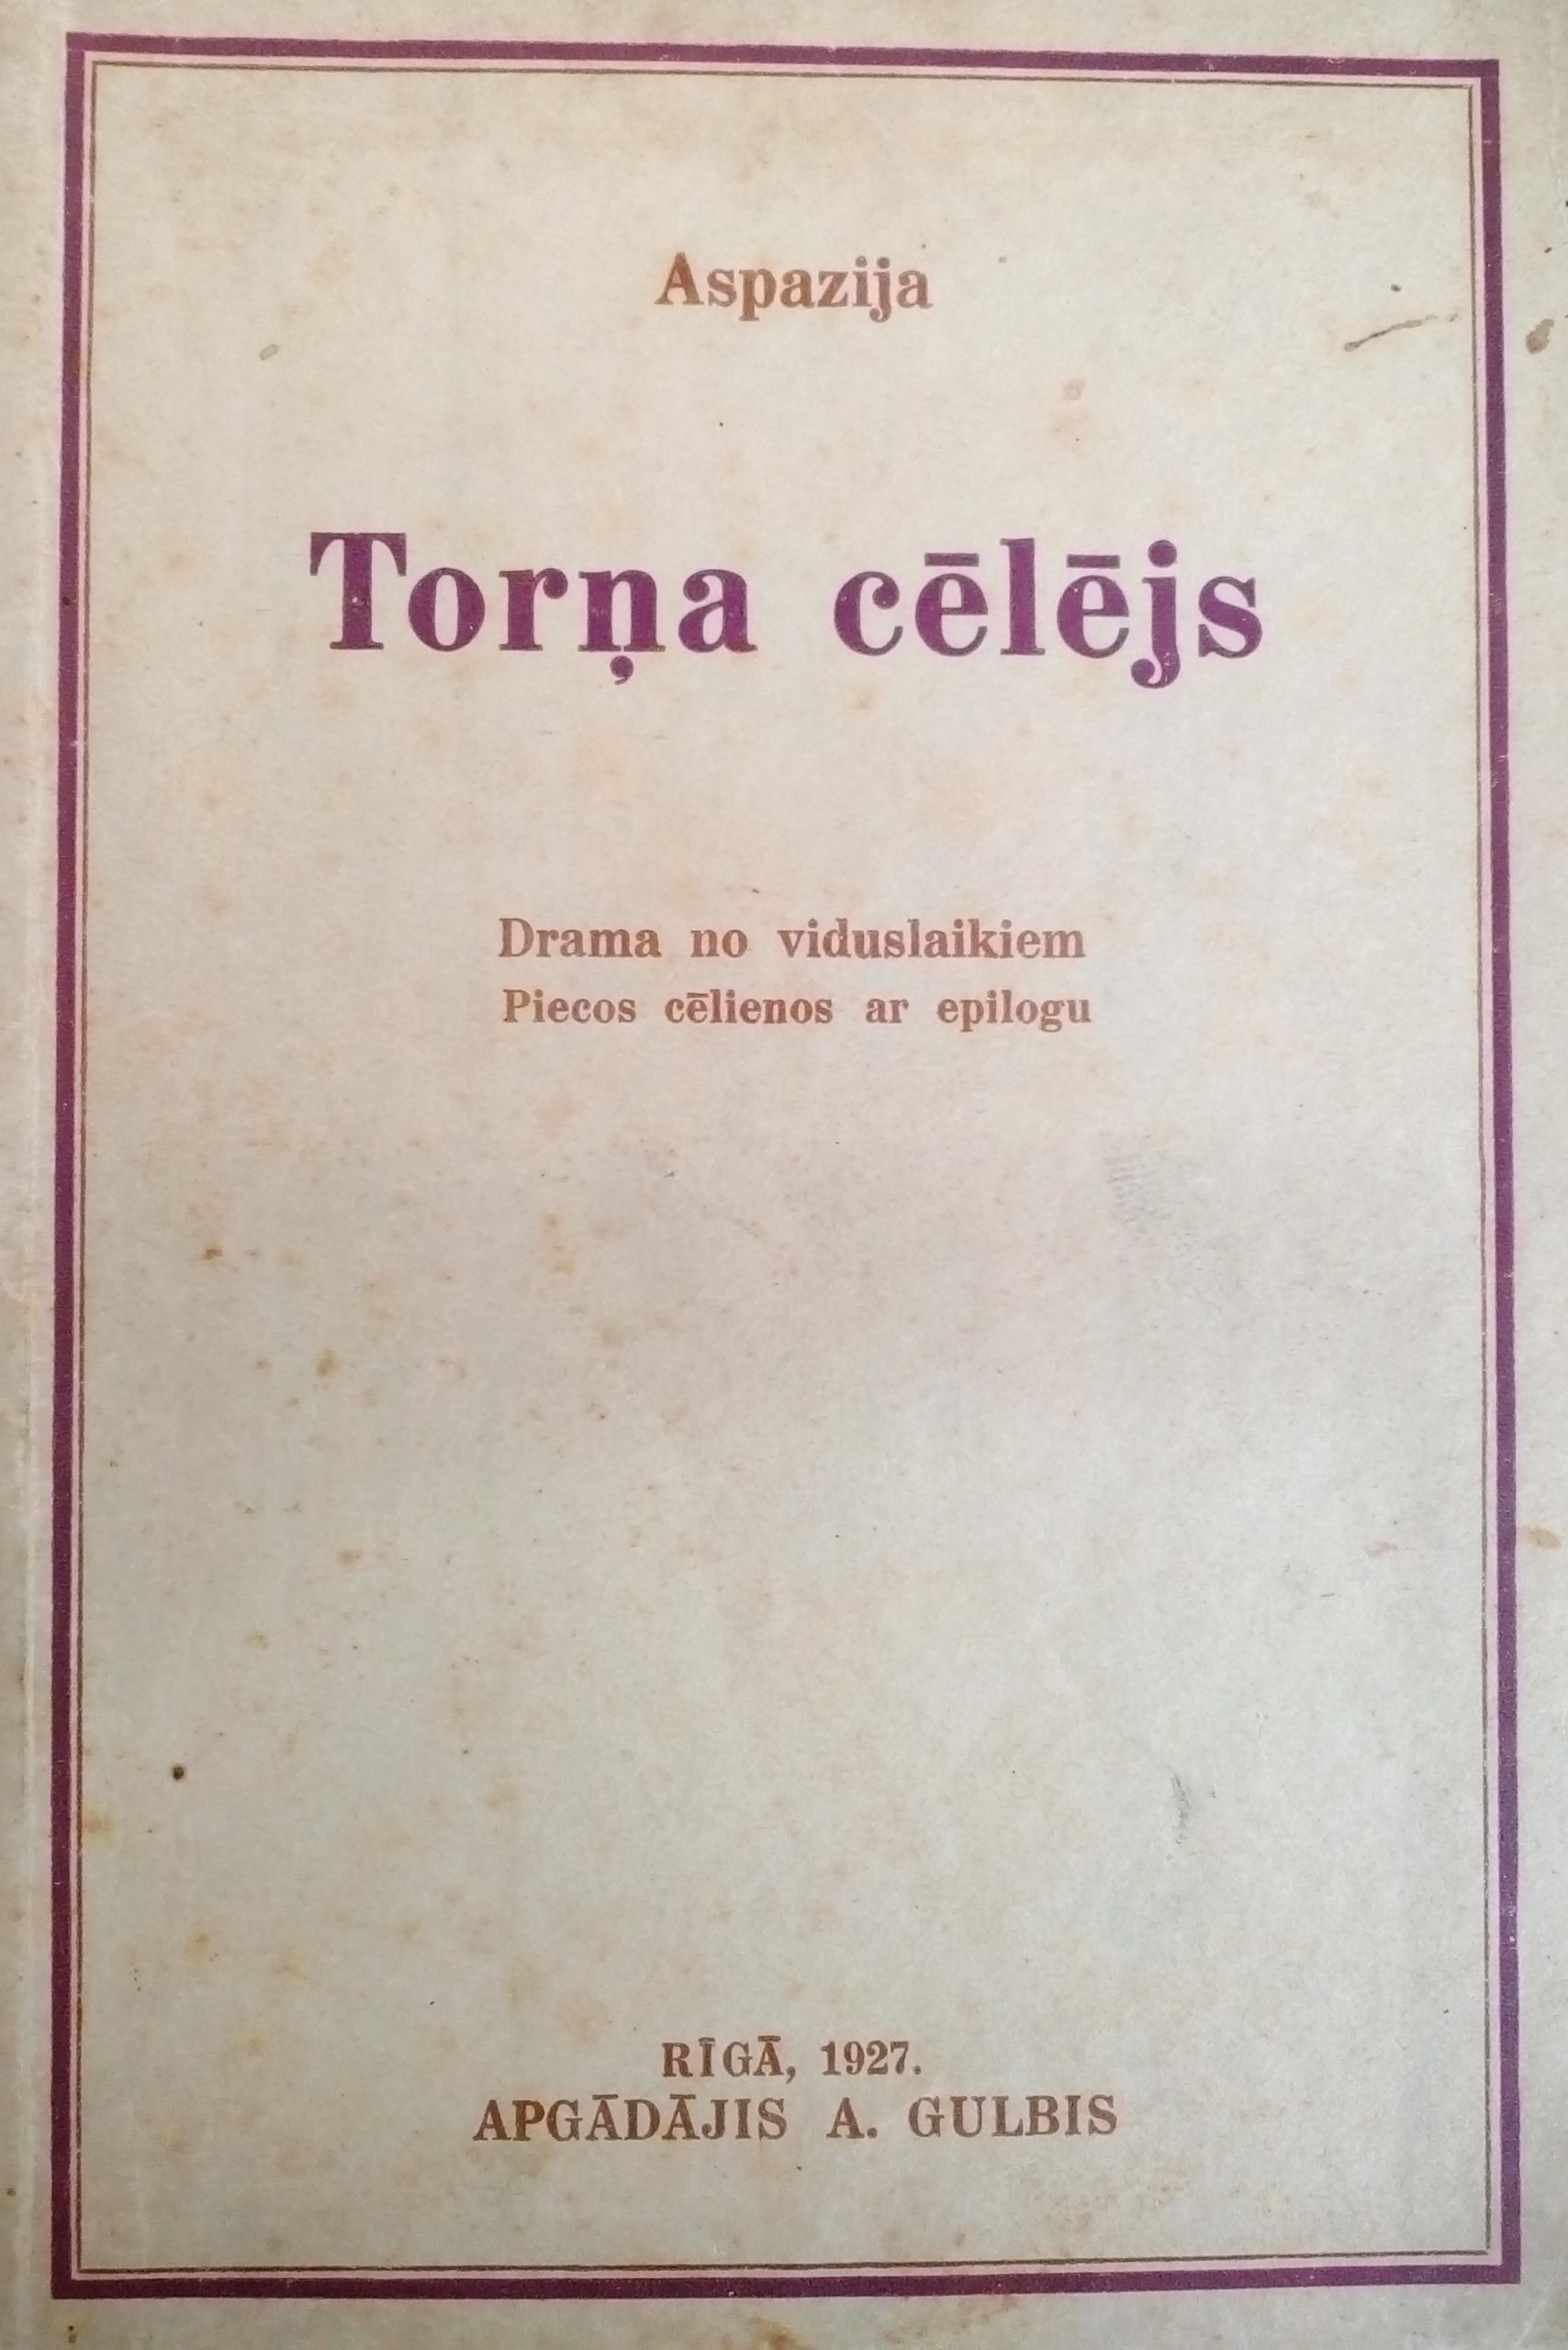 Aspazija
Torņa cēlējs
Drama no viduslaikiem
Piecos cēlienos ar epilogu
RĪGĀ, 1927.
APGĀDĀJIS A. GULBIS